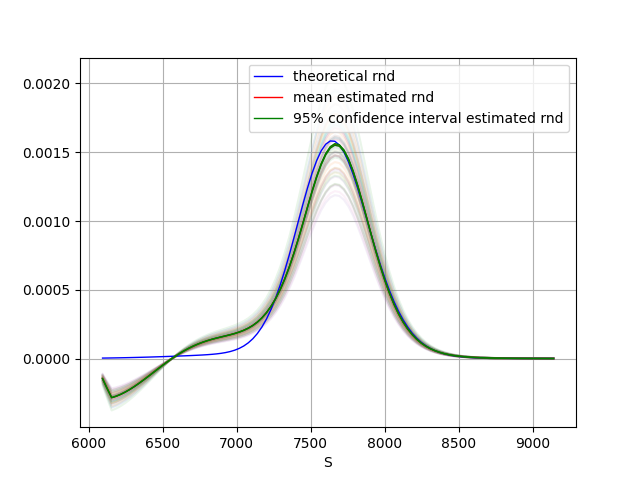 theoretical rnd
mean estimated rnd
95% confidence interval estimated rnd
0.0020
0.0015
0.0010
0.0005
0.0000
6000 6500 7000 7500 8000 8500 9000
S